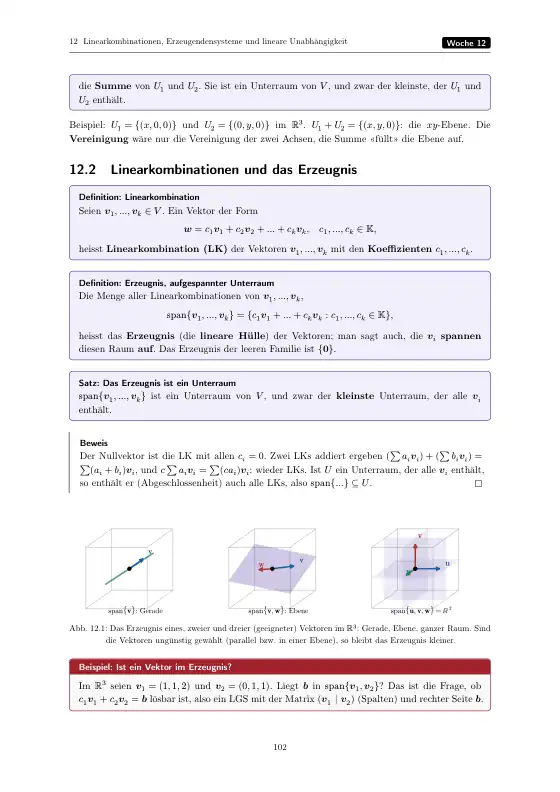 12 Linearkombinationen, Erzeugendensysteme und lineare Unabhängigkeit
Woche 12
die Summe von U₁ und U₂. Sie ist ein Unterraum von V, und zwar der kleinste, der U₁ und
U₂ enthält.
Beispiel: U₁ = {(x, 0, 0)} und U₂ = {(0, y, 0)} im ℝ³. U₁ + U₂ = {(x, y, 0)}: die xy-Ebene. Die
Vereinigung wäre nur die Vereinigung der zwei Achsen, die Summe «füllt» die Ebene auf.
12.2 Linearkombinationen und das Erzeugnis
Definition: Linearkombination
Seien v₁, ..., vₖ ∈ V. Ein Vektor der Form
w = c₁v₁ + c₂v₂ + ... + cₖvₖ, c₁, ..., cₖ ∈ 𝕂,
heisst Linearkombination (LK) der Vektoren v₁, ..., vₖ mit den Koeffizienten c₁, ..., cₖ.
Definition: Erzeugnis, aufgespannter Unterraum
Die Menge aller Linearkombinationen von v₁, ..., vₖ,
span{v₁, ..., vₖ} = {c₁v₁ + ... + cₖvₖ : c₁, ..., cₖ ∈ 𝕂},
heisst das Erzeugnis (die lineare Hülle) der Vektoren; man sagt auch, die vᵢ spannen
diesen Raum auf. Das Erzeugnis der leeren Familie ist {0}.
Satz: Das Erzeugnis ist ein Unterraum
span{v₁, ..., vₖ} ist ein Unterraum von V, und zwar der kleinste Unterraum, der alle vᵢ
enthält.
Beweis
Der Nullvektor ist die LK mit allen cᵢ = 0. Zwei LKs addiert ergeben (∑ aᵢvᵢ) + (∑ bᵢvᵢ) =
∑(aᵢ + bᵢ)vᵢ, und c ∑ aᵢvᵢ = ∑(caᵢ)vᵢ: wieder LKs. Ist U ein Unterraum, der alle vᵢ enthält,
so enthält er (Abgeschlossenheit) auch alle LKs, also span{...} ⊆ U. □
v
w v
v u w
span{v}: Gerade
span{v, w}: Ebene
span{u, v, w} = ℝ³
Abb. 12.1: Das Erzeugnis eines, zweier und dreier (geeigneter) Vektoren im ℝ³: Gerade, Ebene, ganzer Raum. Sind
die Vektoren ungünstig gewählt (parallel bzw. in einer Ebene), so bleibt das Erzeugnis kleiner.
Beispiel: Ist ein Vektor im Erzeugnis?
Im ℝ³ seien v₁ = (1, 1, 2) und v₂ = (0, 1, 1). Liegt b in span{v₁, v₂}? Das ist die Frage, ob
c₁v₁ + c₂v₂ = b lösbar ist, also ein LGS mit der Matrix (v₁ | v₂) (Spalten) und rechter Seite b.
102